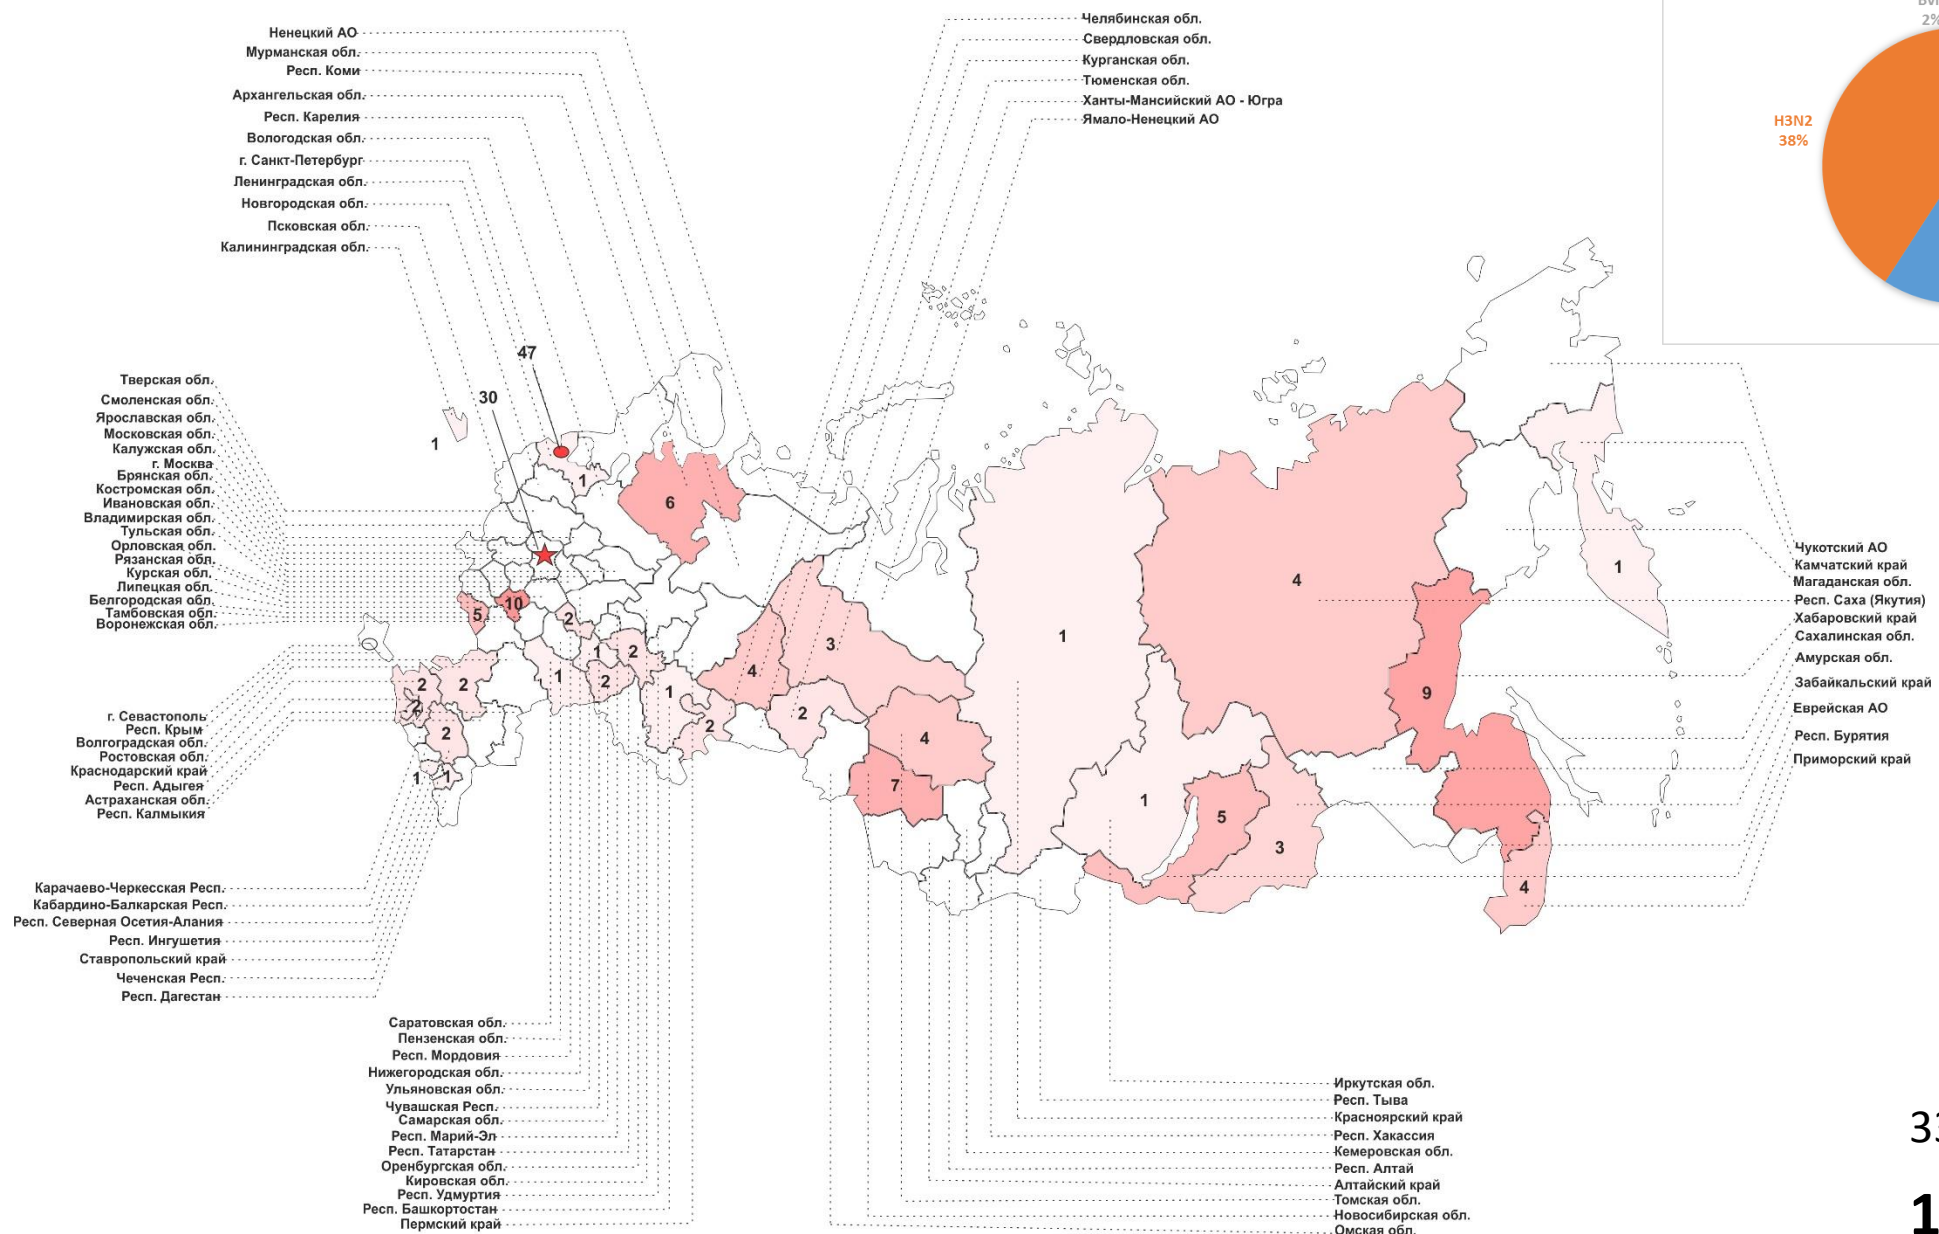 Ненецкий АО
Мурманская обл.
Респ. Коми
Архангельская обл.
Респ. Карелия
Вологодская обл.
г. Санкт-Петербург
Ленинградская обл.
Новгородская обл.
Псковская обл.
Калининградская обл.
Челябинская обл.
Свердловская обл.
Курганская обл.
Тюменская обл.
Ханты-Мансийский АО - Югра
Ямало-Ненецкий АО
2%
H3N2
38%
Тверская обл.
Смоленская обл.
Ярославская обл.
Московская обл.
Калужская обл.
г. Москва
Брянская обл.
Костромская обл.
Ивановская обл.
Владимирская обл.
Тульская обл.
Орловская обл.
Рязанская обл.
Курская обл.
Липецкая обл.
Белгородская обл.
Тамбовская обл.
Воронежская обл.
г. Севастополь
Респ. Крым
Волгоградская обл.
Ростовская обл.
Краснодарский край
Респ. Адыгея
Астраханская обл.
Респ. Калмыкия
Карачаево-Черкесская Респ.
Кабардино-Балкарская Респ.
Респ. Северная Осетия-Алания
Респ. Ингушетия
Ставропольский край
Чеченская Респ.
Респ. Дагестан
47
30
1
1
6
5
10
2
1
2
2
1
1
2
2
2
2
2
1
1
4
3
2
4
7
1
4
1
5
3
9
4
1
Чукотский АО
Камчатский край
Магаданская обл.
Респ. Саха (Якутия)
Хабаровский край
Сахалинская обл.
Амурская обл.
Забайкальский край
Еврейская АО
Респ. Бурятия
Приморский край
Саратовская обл.
Пензенская обл.
Респ. Мордовия
Нижегородская обл.
Ульяновская обл.
Чувашская Респ.
Самарская обл.
Респ. Марий-Эл
Респ. Татарстан
Оренбургская обл.
Кировская обл.
Респ. Удмуртия
Респ. Башкортостан
Пермский край
Иркутская обл.
Респ. Тыва
Красноярский край
Респ. Хакассия
Кемеровская обл.
Респ. Алтай
Алтайский край
Томская обл.
Новосибирская обл.
Омская обл.
1